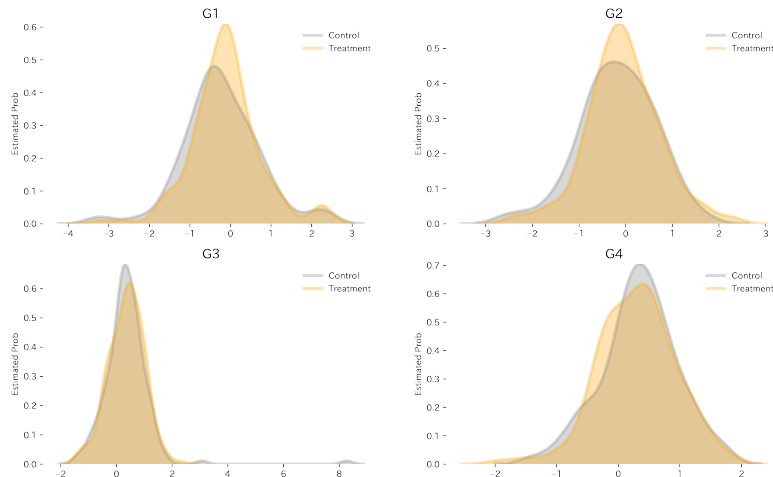 G1
Control
Treatment
Estimated Prob
0.6
0.5
0.4
0.3
0.2
0.1
0.0
−4 −3 −2 −1 0 1 2 3
G2
Control
Treatment
Estimated Prob
0.5
0.4
0.3
0.2
0.1
0.0
−3 −2 −1 0 1 2 3
G3
Control
Treatment
Estimated Prob
0.6
0.5
0.4
0.3
0.2
0.1
0.0
−2 0 2 4 6 8
G4
Control
Treatment
Estimated Prob
0.7
0.6
0.5
0.4
0.3
0.2
0.1
0.0
−2 −1 0 1 2